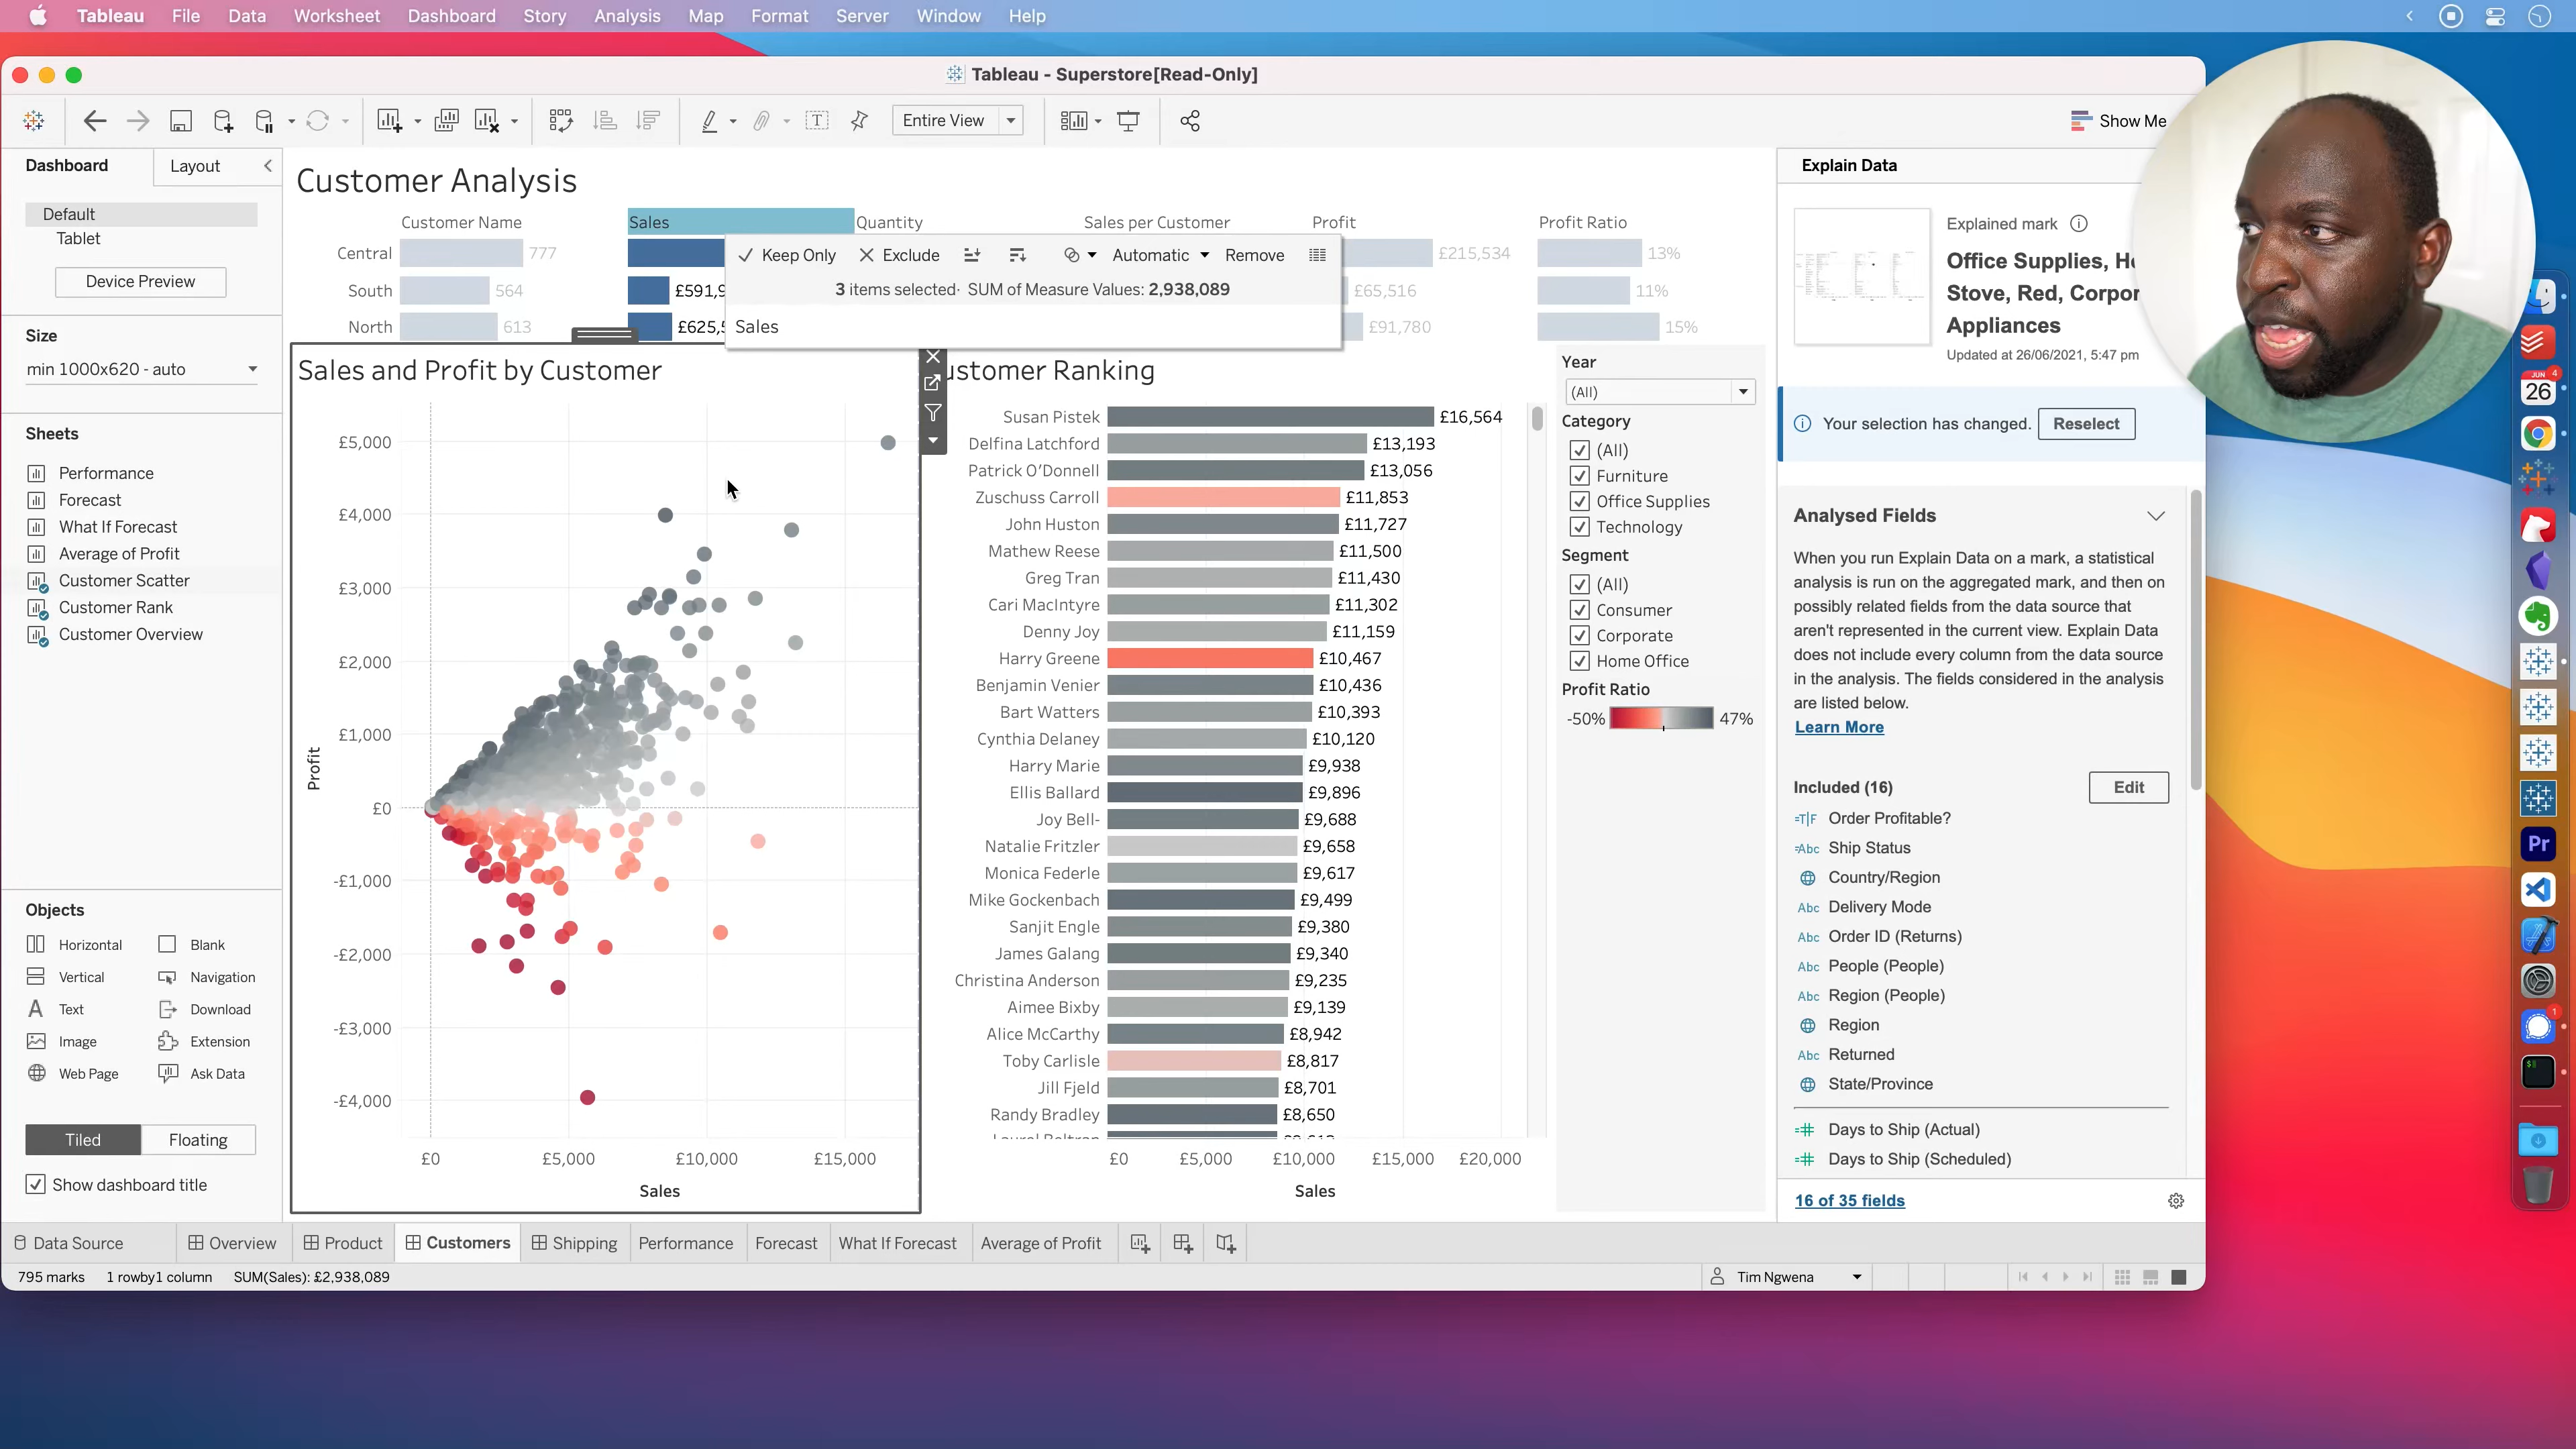 Tableau File Data Worksheet Dashboard Story Analysis Map Format Server Window Help
Tableau - Superstore[Read-Only]
Entire View
Show Me
Dashboard
Layout
Default
Tablet
Device Preview
Size
min 1000x620 - auto
Sheets
Performance
Forecast
What If Forecast
Average of Profit
Customer Scatter
Customer Rank
Customer Overview
Objects
Horizontal Blank
Vertical Navigation
Text Download
Image Extension
Web Page Ask Data
Tiled Floating
Show dashboard title
Customer Analysis
Customer Name Sales Quantity Sales per Customer Profit Profit Ratio
Central 777 £215,534 13%
South 564 £591,9 £65,516 11%
North 613 £625,5 £91,780 15%
Keep Only Exclude Automatic Remove
3 items selected· SUM of Measure Values: 2,938,089
Sales
Sales and Profit by Customer
£5,000
£4,000
£3,000
£2,000
£1,000
£0
-£1,000
-£2,000
-£3,000
-£4,000
Profit
£0 £5,000 £10,000 £15,000
Sales
ustomer Ranking
Susan Pistek £16,564
Delfina Latchford £13,193
Patrick O'Donnell £13,056
Zuschuss Carroll £11,853
John Huston £11,727
Mathew Reese £11,500
Greg Tran £11,430
Cari MacIntyre £11,302
Denny Joy £11,159
Harry Greene £10,467
Benjamin Venier £10,436
Bart Watters £10,393
Cynthia Delaney £10,120
Harry Marie £9,938
Ellis Ballard £9,896
Joy Bell- £9,688
Natalie Fritzler £9,658
Monica Federle £9,617
Mike Gockenbach £9,499
Sanjit Engle £9,380
James Galang £9,340
Christina Anderson £9,235
Aimee Bixby £9,139
Alice McCarthy £8,942
Toby Carlisle £8,817
Jill Fjeld £8,701
Randy Bradley £8,650
£0 £5,000 £10,000 £15,000 £20,000
Sales
Year
(All)
Category
(All)
Furniture
Office Supplies
Technology
Segment
(All)
Consumer
Corporate
Home Office
Profit Ratio
-50% 47%
Explain Data
Explained mark
Office Supplies, H
Stove, Red, Corpor
Appliances
Updated at 26/06/2021, 5:47 pm
Your selection has changed. Reselect
Analysed Fields
When you run Explain Data on a mark, a statistical
analysis is run on the aggregated mark, and then on
possibly related fields from the data source that
aren't represented in the current view. Explain Data
does not include every column from the data source
in the analysis. The fields considered in the analysis
are listed below.
Learn More
Included (16) Edit
=T|F Order Profitable?
=Abc Ship Status
Country/Region
Abc Delivery Mode
Abc Order ID (Returns)
Abc People (People)
Abc Region (People)
Region
Abc Returned
State/Province
Days to Ship (Actual)
Days to Ship (Scheduled)
16 of 35 fields
Data Source Overview Product Customers Shipping Performance Forecast What If Forecast Average of Profit
795 marks 1 rowby1 column SUM(Sales): £2,938,089
Tim Ngwena
JUN
4
26
Pr
1